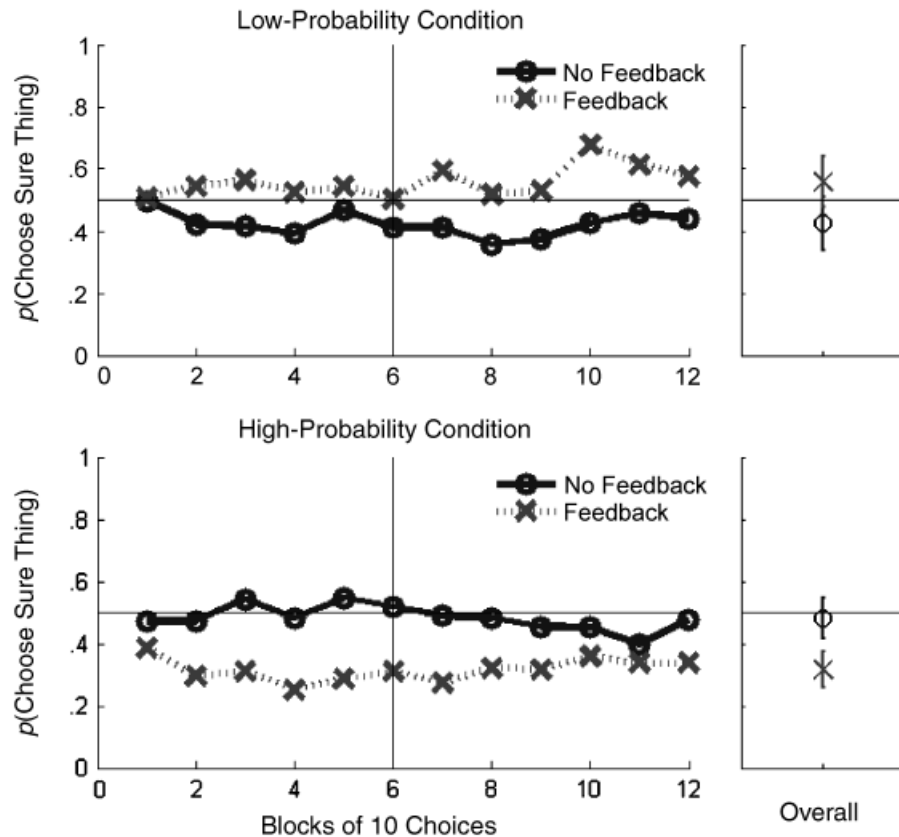 Low-Probability Condition
p(Choose Sure Thing)
1
.8
.6
.4
.2
0
No Feedback
Feedback
0 2 4 6 8 10 12
High-Probability Condition
p(Choose Sure Thing)
1
.8
.6
.4
.2
0
No Feedback
Feedback
0 2 4 6 8 10 12
Blocks of 10 Choices
Overall